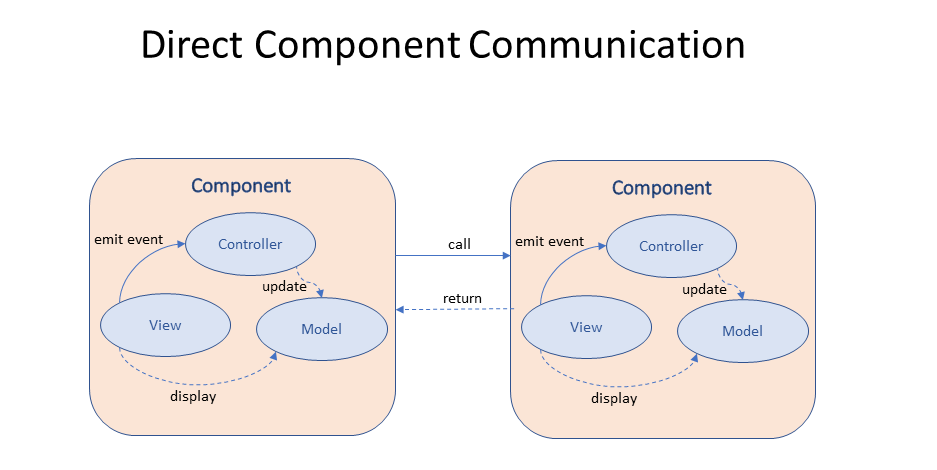 Direct Component Communication
Component
emit event
Controller
update
View
Model
display
call
return
Component
emit event
Controller
update
View
Model
display